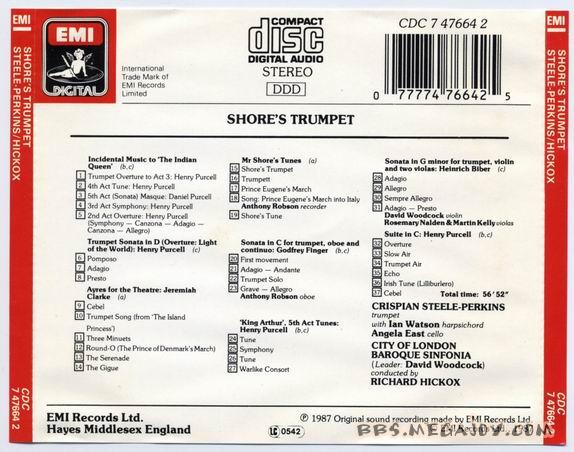 EMI
SHORE'S TRUMPET
STEELE-PERKINS/HICKOX
CDC
7 47664 2
EMI
DIGITAL
International
Trade Mark of
EMI Records
Limited
COMPACT
disc
DIGITAL AUDIO
STEREO
DDD
CDC 7 47664 2
0 77774 76642 5
SHORE'S TRUMPET
Incidental Music to 'The Indian
Queen' (b,c)
1 Trumpet Overture to Act 3: Henry Purcell
2 4th Act Tune: Henry Purcell
3 5th Act (Sonata) Masque: Daniel Purcell
4 3rd Act Symphony: Henry Purcell
5 2nd Act Overture: Henry Purcell
(Symphony — Canzona — Adagio —
Canzona — Allegro)
Trumpet Sonata in D (Overture: Light
of the World): Henry Purcell (c)
6 Pomposo
7 Adagio
8 Presto
Ayres for the Theatre: Jeremiah
Clarke (a)
9 Cebel
10 Trumpet Song (from 'The Island
Princess')
11 Three Minuets
12 Round-O (The Prince of Denmark's March)
13 The Serenade
14 The Gigue
Mr Shore's Tunes (a)
15 Shore's Trumpet
16 Trumpett
17 Prince Eugene's March
18 Song: Prince Eugene's March into Italy
Anthony Robson recorder
19 Shore's Tune
Sonata in C for trumpet, oboe and
continuo: Godfrey Finger (b,c)
20 First movement
21 Adagio — Andante
22 Trumpet Solo
23 Grave — Allegro
Anthony Robson oboe
'King Arthur', 5th Act Tunes:
Henry Purcell (b,c)
24 Tune
25 Symphony
26 Tune
27 Warlike Consort
Sonata in G minor for trumpet, violin
and two violas: Heinrich Biber (c)
28 Adagio
29 Allegro
30 Sempre Allegro
31 Adagio — Presto
David Woodcock violin
Rosemary Nalden & Martin Kelly violas
Suite in C: Henry Purcell (b,c)
32 Overture
33 Slow Air
34 Trumpet Air
35 Echo
36 Irish Tune (Lilliburlero)
37 Cebel Total time: 56'52"
CRISPIAN STEELE-PERKINS
trumpet
with Ian Watson harpsichord
Angela East cello
CITY OF LONDON
BAROQUE SINFONIA
(Leader: David Woodcock)
conducted by
RICHARD HICKOX
EMI Records Ltd.
Hayes Middlesex England
LC 0542
℗ 1987 Original sound recording made by EMI Records Ltd.
© EMI Records Ltd., 1987
BBS.MEGAJOY.COM
EMI
SHORE'S TRUMPET
STEELE-PERKINS/HICKOX
CDC
7 47664 2